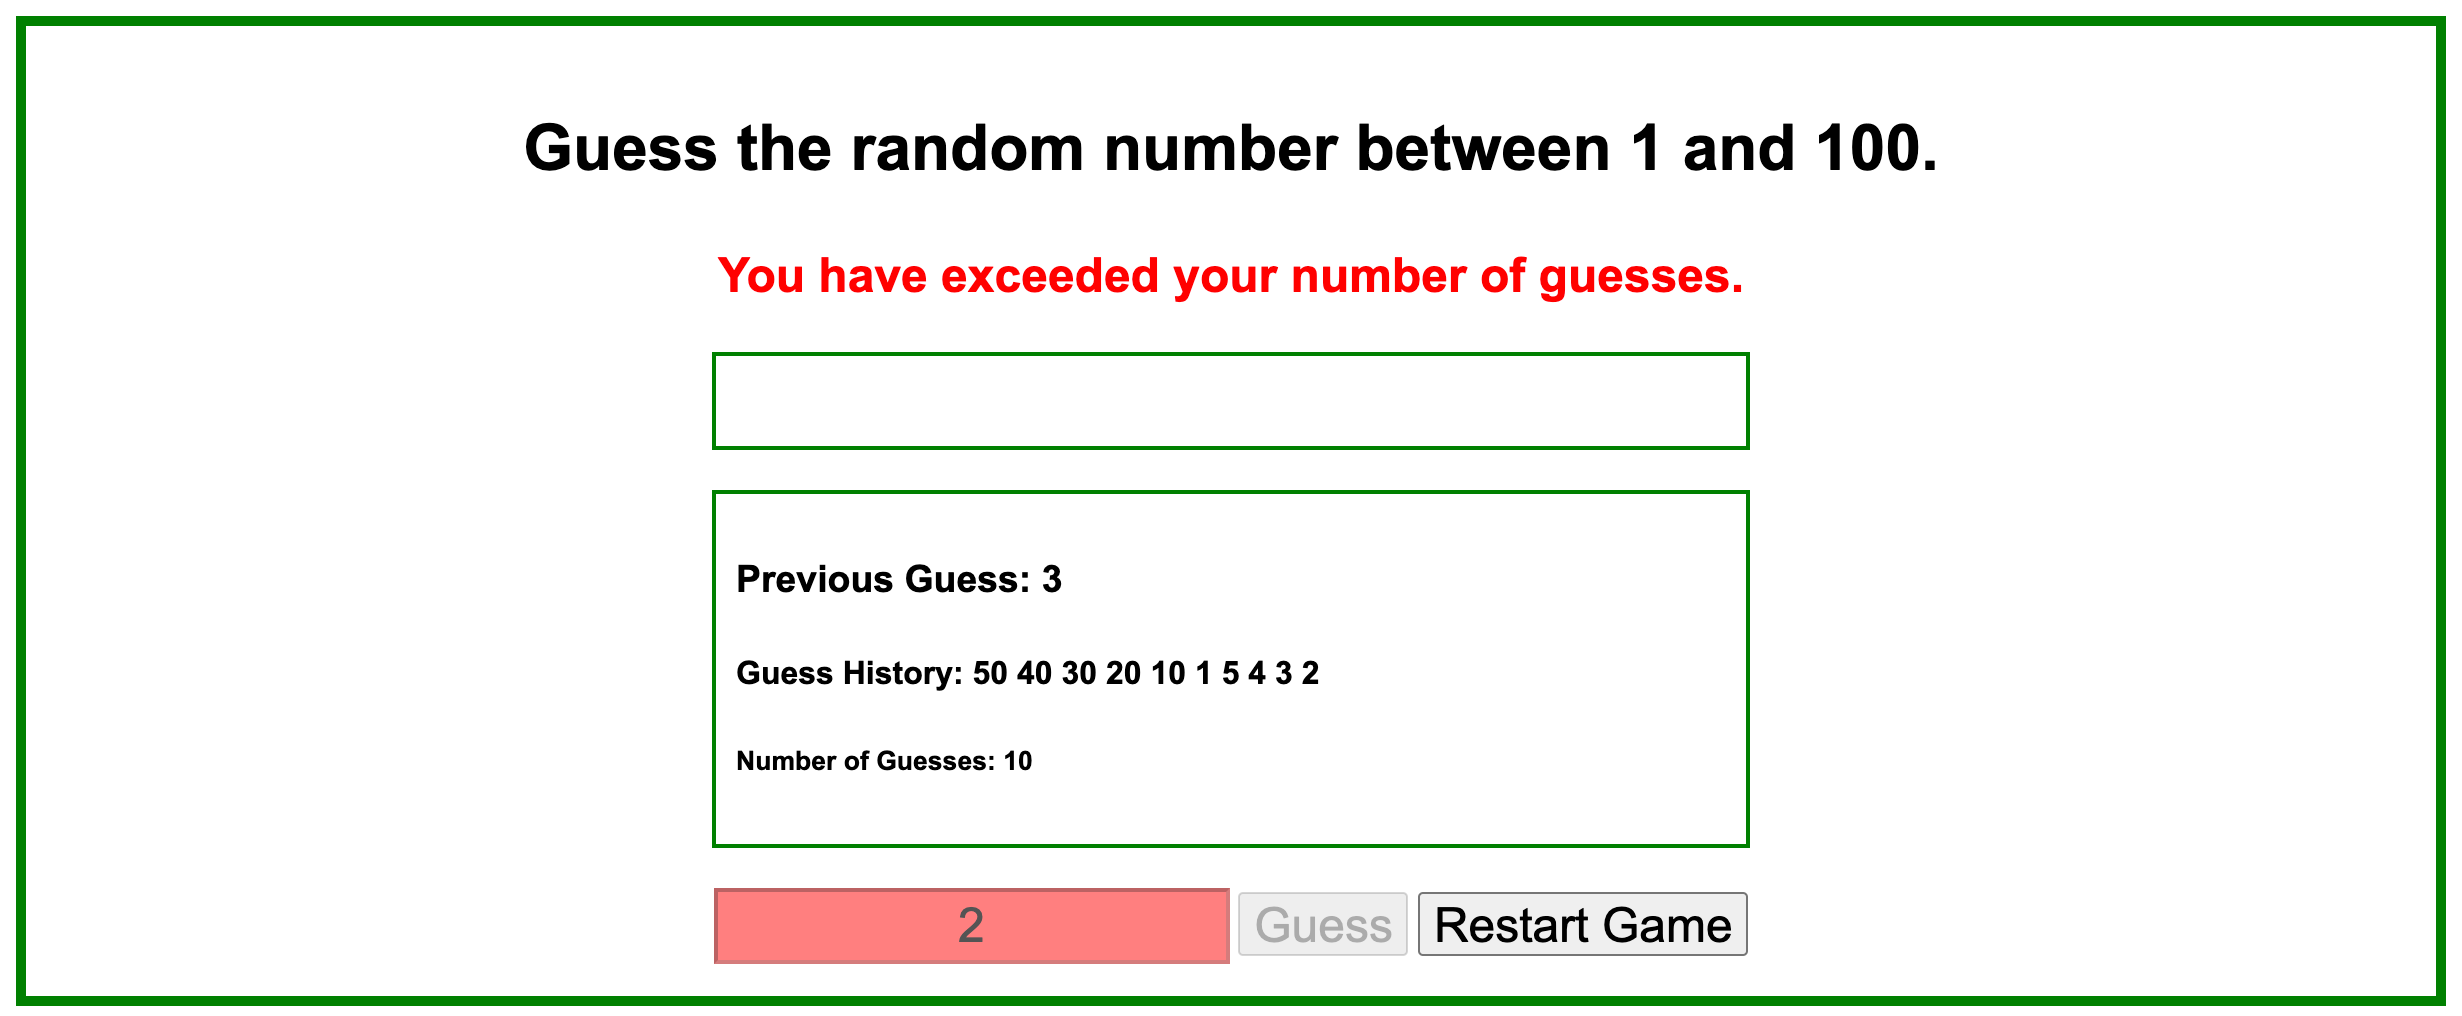 Guess the random number between 1 and 100.
You have exceeded your number of guesses.
Previous Guess: 3
Guess History: 50 40 30 20 10 1 5 4 3 2
Number of Guesses: 10
2 Guess Restart Game